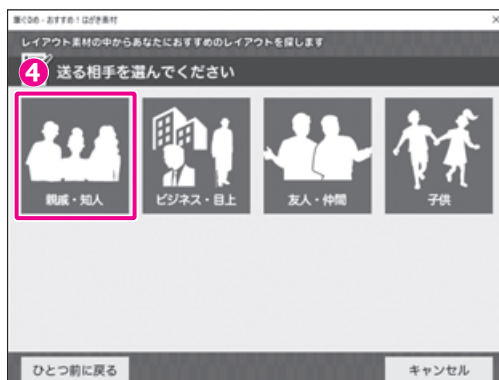 筆ぐるめ - おすすめ！はがき素材
レイアウト素材の中からあなたにおすすめのレイアウトを探します
4 送る相手を選んでください
親戚・知人 ビジネス・目上 友人・仲間 子供
ひとつ前に戻る キャンセル